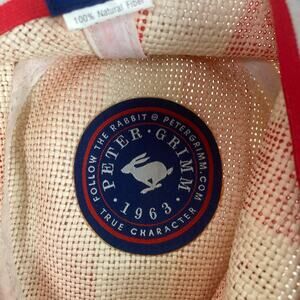 100% Natural Fiber
FOLLOW THE RABBIT @ PETERGRIMM.COM
PETER · GRIMM
· 1963 ·
TRUE CHARACTER